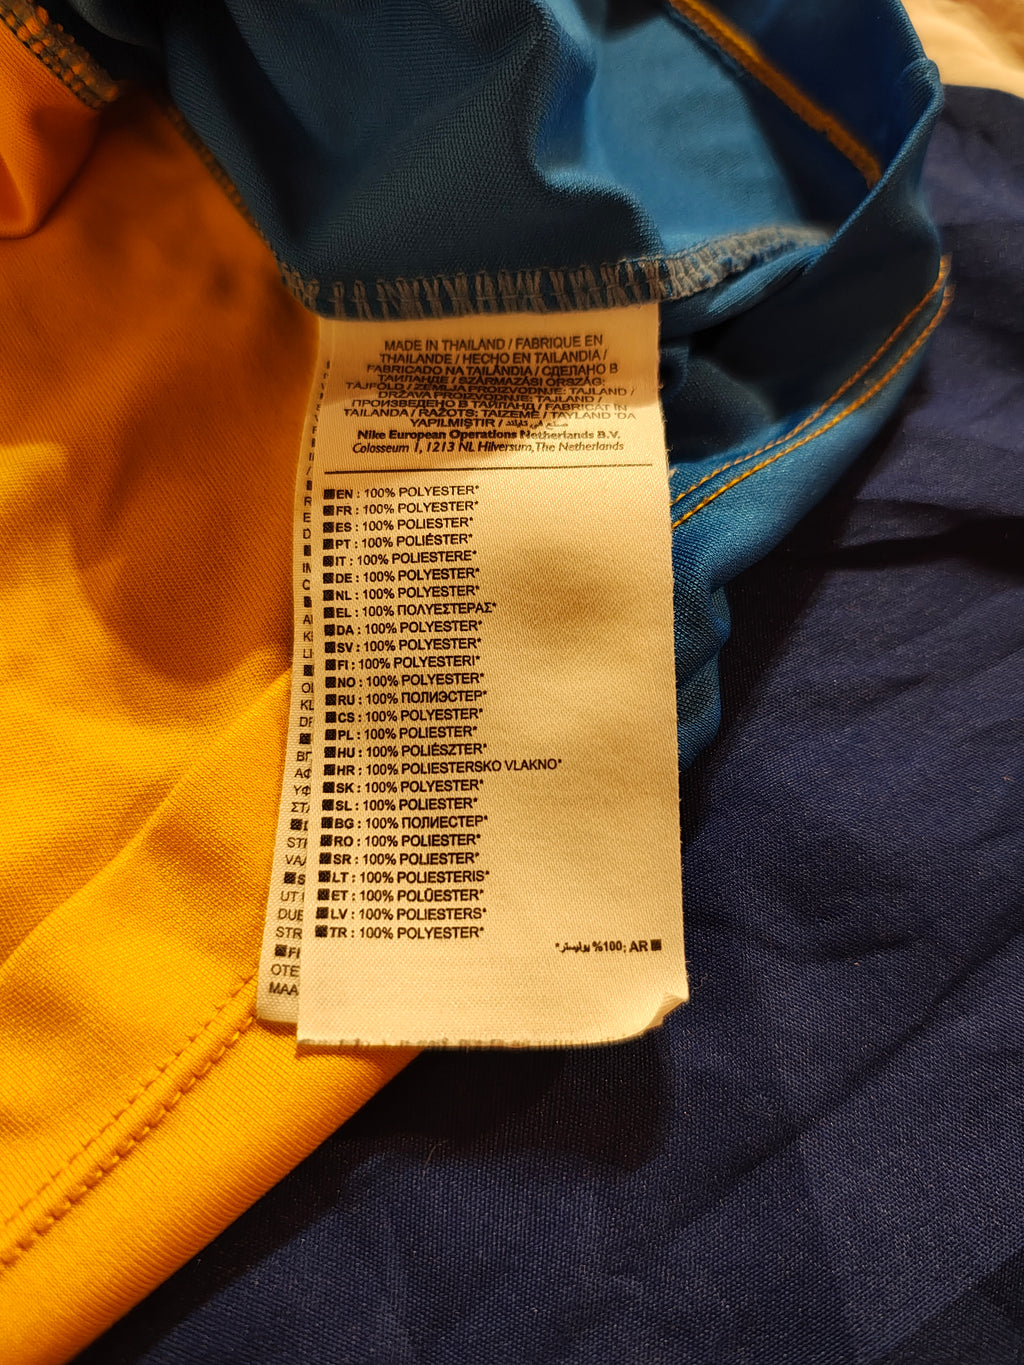 MADE IN THAILAND / FABRIQUE EN
THAILANDE / HECHO EN TAILANDIA /
FABRICADO NA TAILÂNDIA / СДЕЛАНО В
ТАИЛАНДЕ / SZÁRMAZÁSI ORSZÁG:
TAJFÖLD / ZEMLJA PROIZVODNJE: TAJLAND /
DRŽAVA PROIZVODNJE: TAJLAND /
ПРОИЗВЕДЕНО В ТАЙЛАНД / FABRICAT IN
TAILANDA / RAŽOTS: TAIZEMĒ / TAYLAND 'DA
YAPILMIŞTIR / صنع في تايلاند
Nike European Operations Netherlands B.V.
Colosseum 1, 1213 NL Hilversum, The Netherlands
EN : 100% POLYESTER*
FR : 100% POLYESTER*
ES : 100% POLIESTER*
PT : 100% POLIÉSTER*
IT : 100% POLIESTERE*
DE : 100% POLYESTER*
NL : 100% POLYESTER*
EL : 100% ΠΟΛΥΕΣΤΕΡΑΣ*
DA : 100% POLYESTER*
SV : 100% POLYESTER*
FI : 100% POLYESTERI*
NO : 100% POLYESTER*
RU : 100% ПОЛИЭСТЕР*
CS : 100% POLYESTER*
PL : 100% POLIESTER*
HU : 100% POLIÉSZTER*
HR : 100% POLIESTERSKO VLAKNO*
SK : 100% POLYESTER*
SL : 100% POLIESTER*
BG : 100% ПОЛИЕСТЕР*
RO : 100% POLIESTER*
SR : 100% POLIESTER*
LT : 100% POLIESTERIS*
ET : 100% POLÜESTER*
LV : 100% POLIESTERS*
TR : 100% POLYESTER*
*بوليستر %100; AR